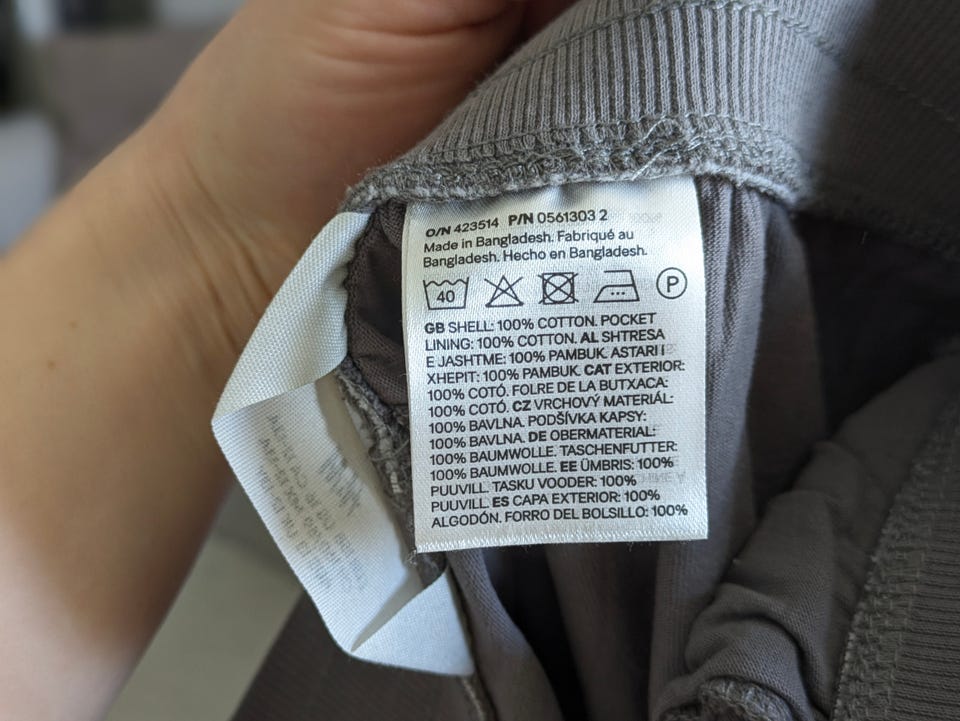 O/N 423514 P/N 0561303 2
Made in Bangladesh. Fabriqué au
Bangladesh. Hecho en Bangladesh.
40 P
GB SHELL: 100% COTTON. POCKET
LINING: 100% COTTON. AL SHTRESA
E JASHTME: 100% PAMBUK. ASTARI I
XHEPIT: 100% PAMBUK. CAT EXTERIOR:
100% COTÓ. FOLRE DE LA BUTXACA:
100% COTÓ. CZ VRCHOVÝ MATERIÁL:
100% BAVLNA. PODŠÍVKA KAPSY:
100% BAVLNA. DE OBERMATERIAL:
100% BAUMWOLLE. TASCHENFUTTER:
100% BAUMWOLLE. EE ÜMBRIS: 100%
PUUVILL. TASKU VOODER: 100%
PUUVILL. ES CAPA EXTERIOR: 100%
ALGODÓN. FORRO DEL BOLSILLO: 100%